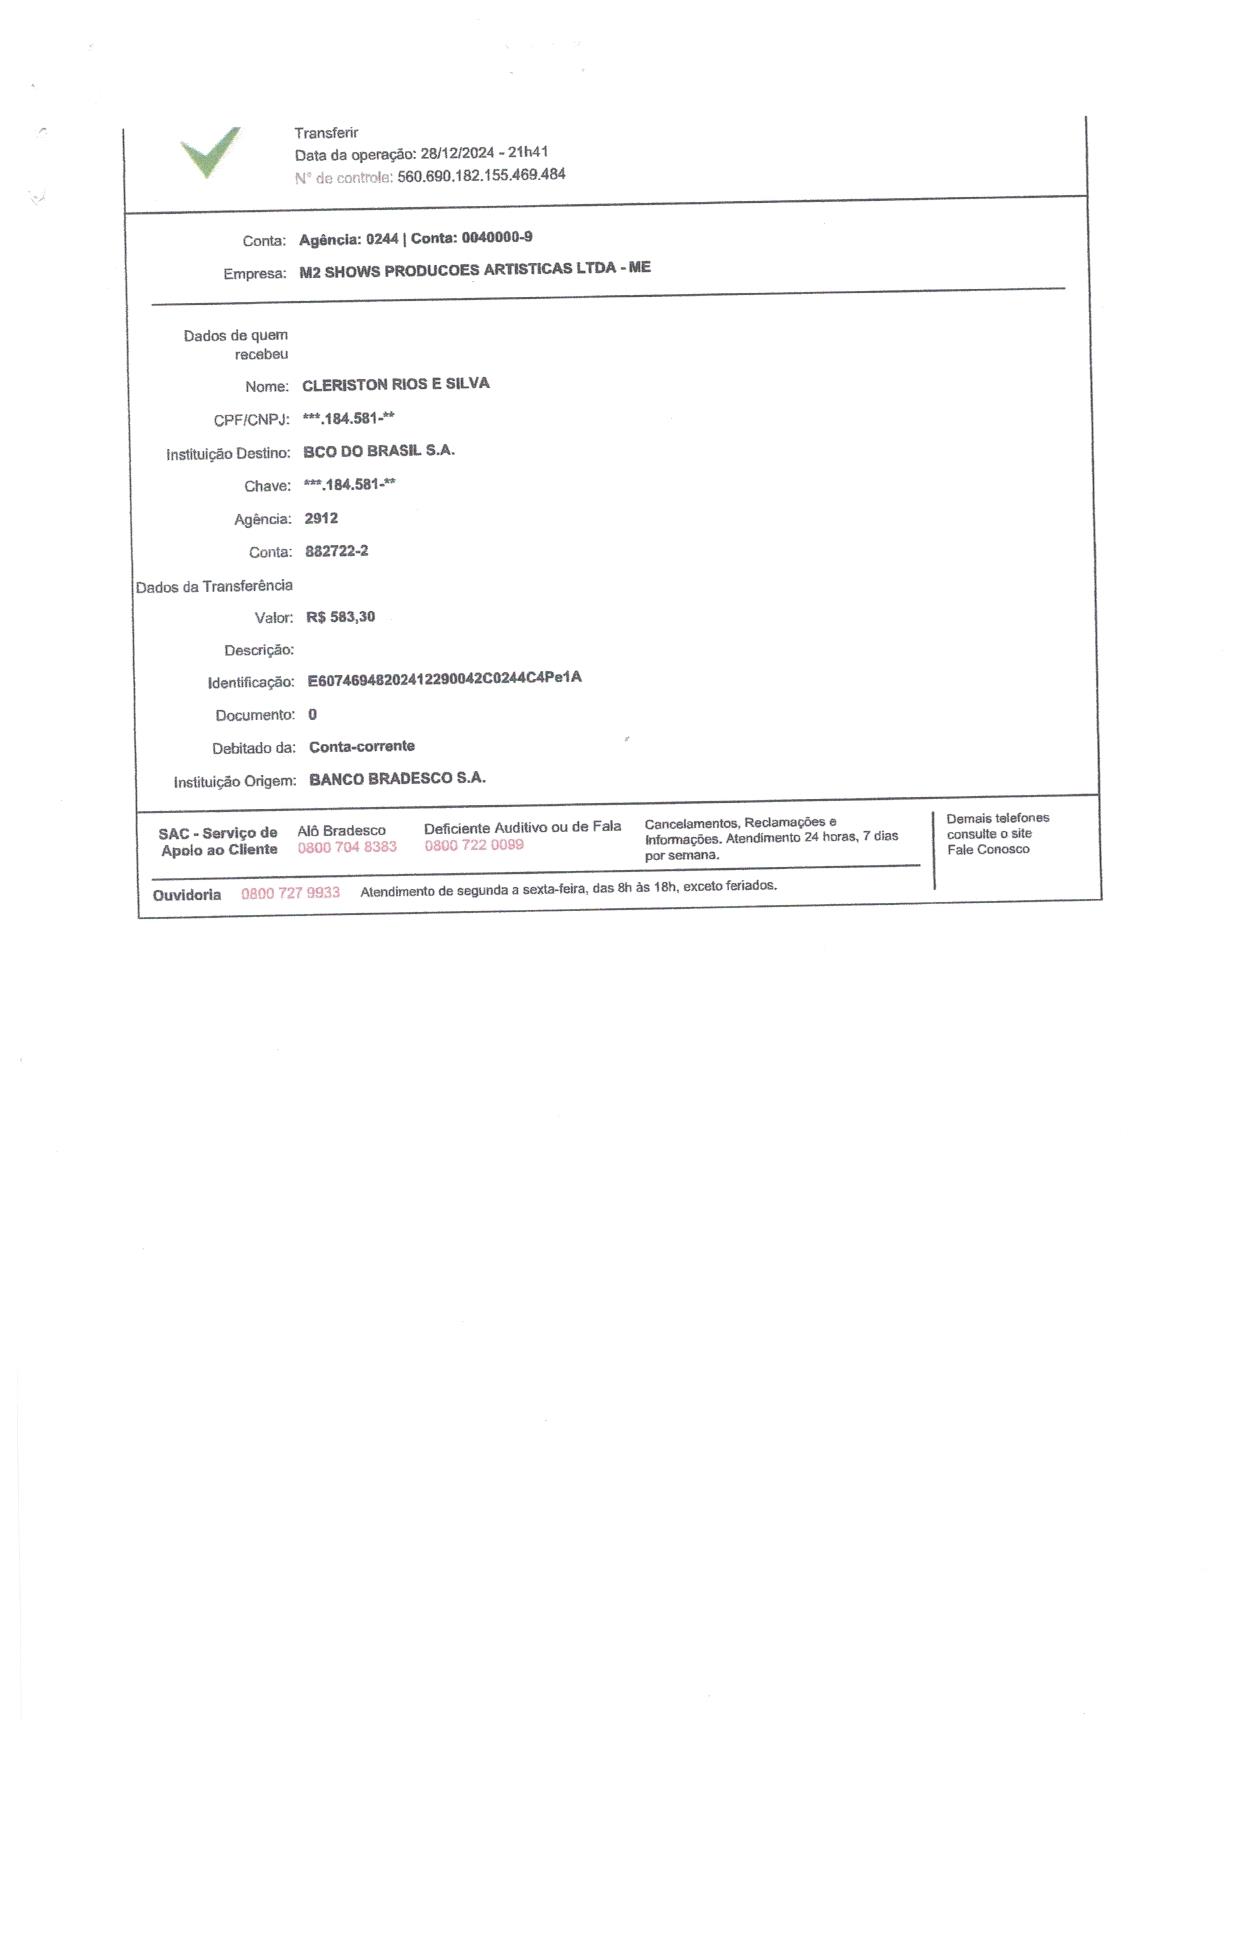 Transferir
Data da operação: 28/12/2024 - 21h41
N° de controle: 560.690.182.155.469.484
Conta: Agência: 0244 | Conta: 0040000-9
Empresa: M2 SHOWS PRODUCOES ARTISTICAS LTDA - ME
Dados de quem
recebeu
Nome: CLERISTON RIOS E SILVA
CPF/CNPJ: ***.184.581-**
Instituição Destino: BCO DO BRASIL S.A.
Chave: ***.184.581-**
Agência: 2912
Conta: 882722-2
Dados da Transferência
Valor: R$ 583,30
Descrição:
Identificação: E60746948202412290042C0244C4Pe1A
Documento: 0
Debitado da: Conta-corrente
Instituição Origem: BANCO BRADESCO S.A.
SAC - Serviço de
Apoio ao Cliente
Alô Bradesco
0800 704 8383
Deficiente Auditivo ou de Fala
0800 722 0099
Cancelamentos, Reclamações e
Informações. Atendimento 24 horas, 7 dias
por semana.
Demais telefones
consulte o site
Fale Conosco
Ouvidoria 0800 727 9933 Atendimento de segunda a sexta-feira, das 8h às 18h, exceto feriados.